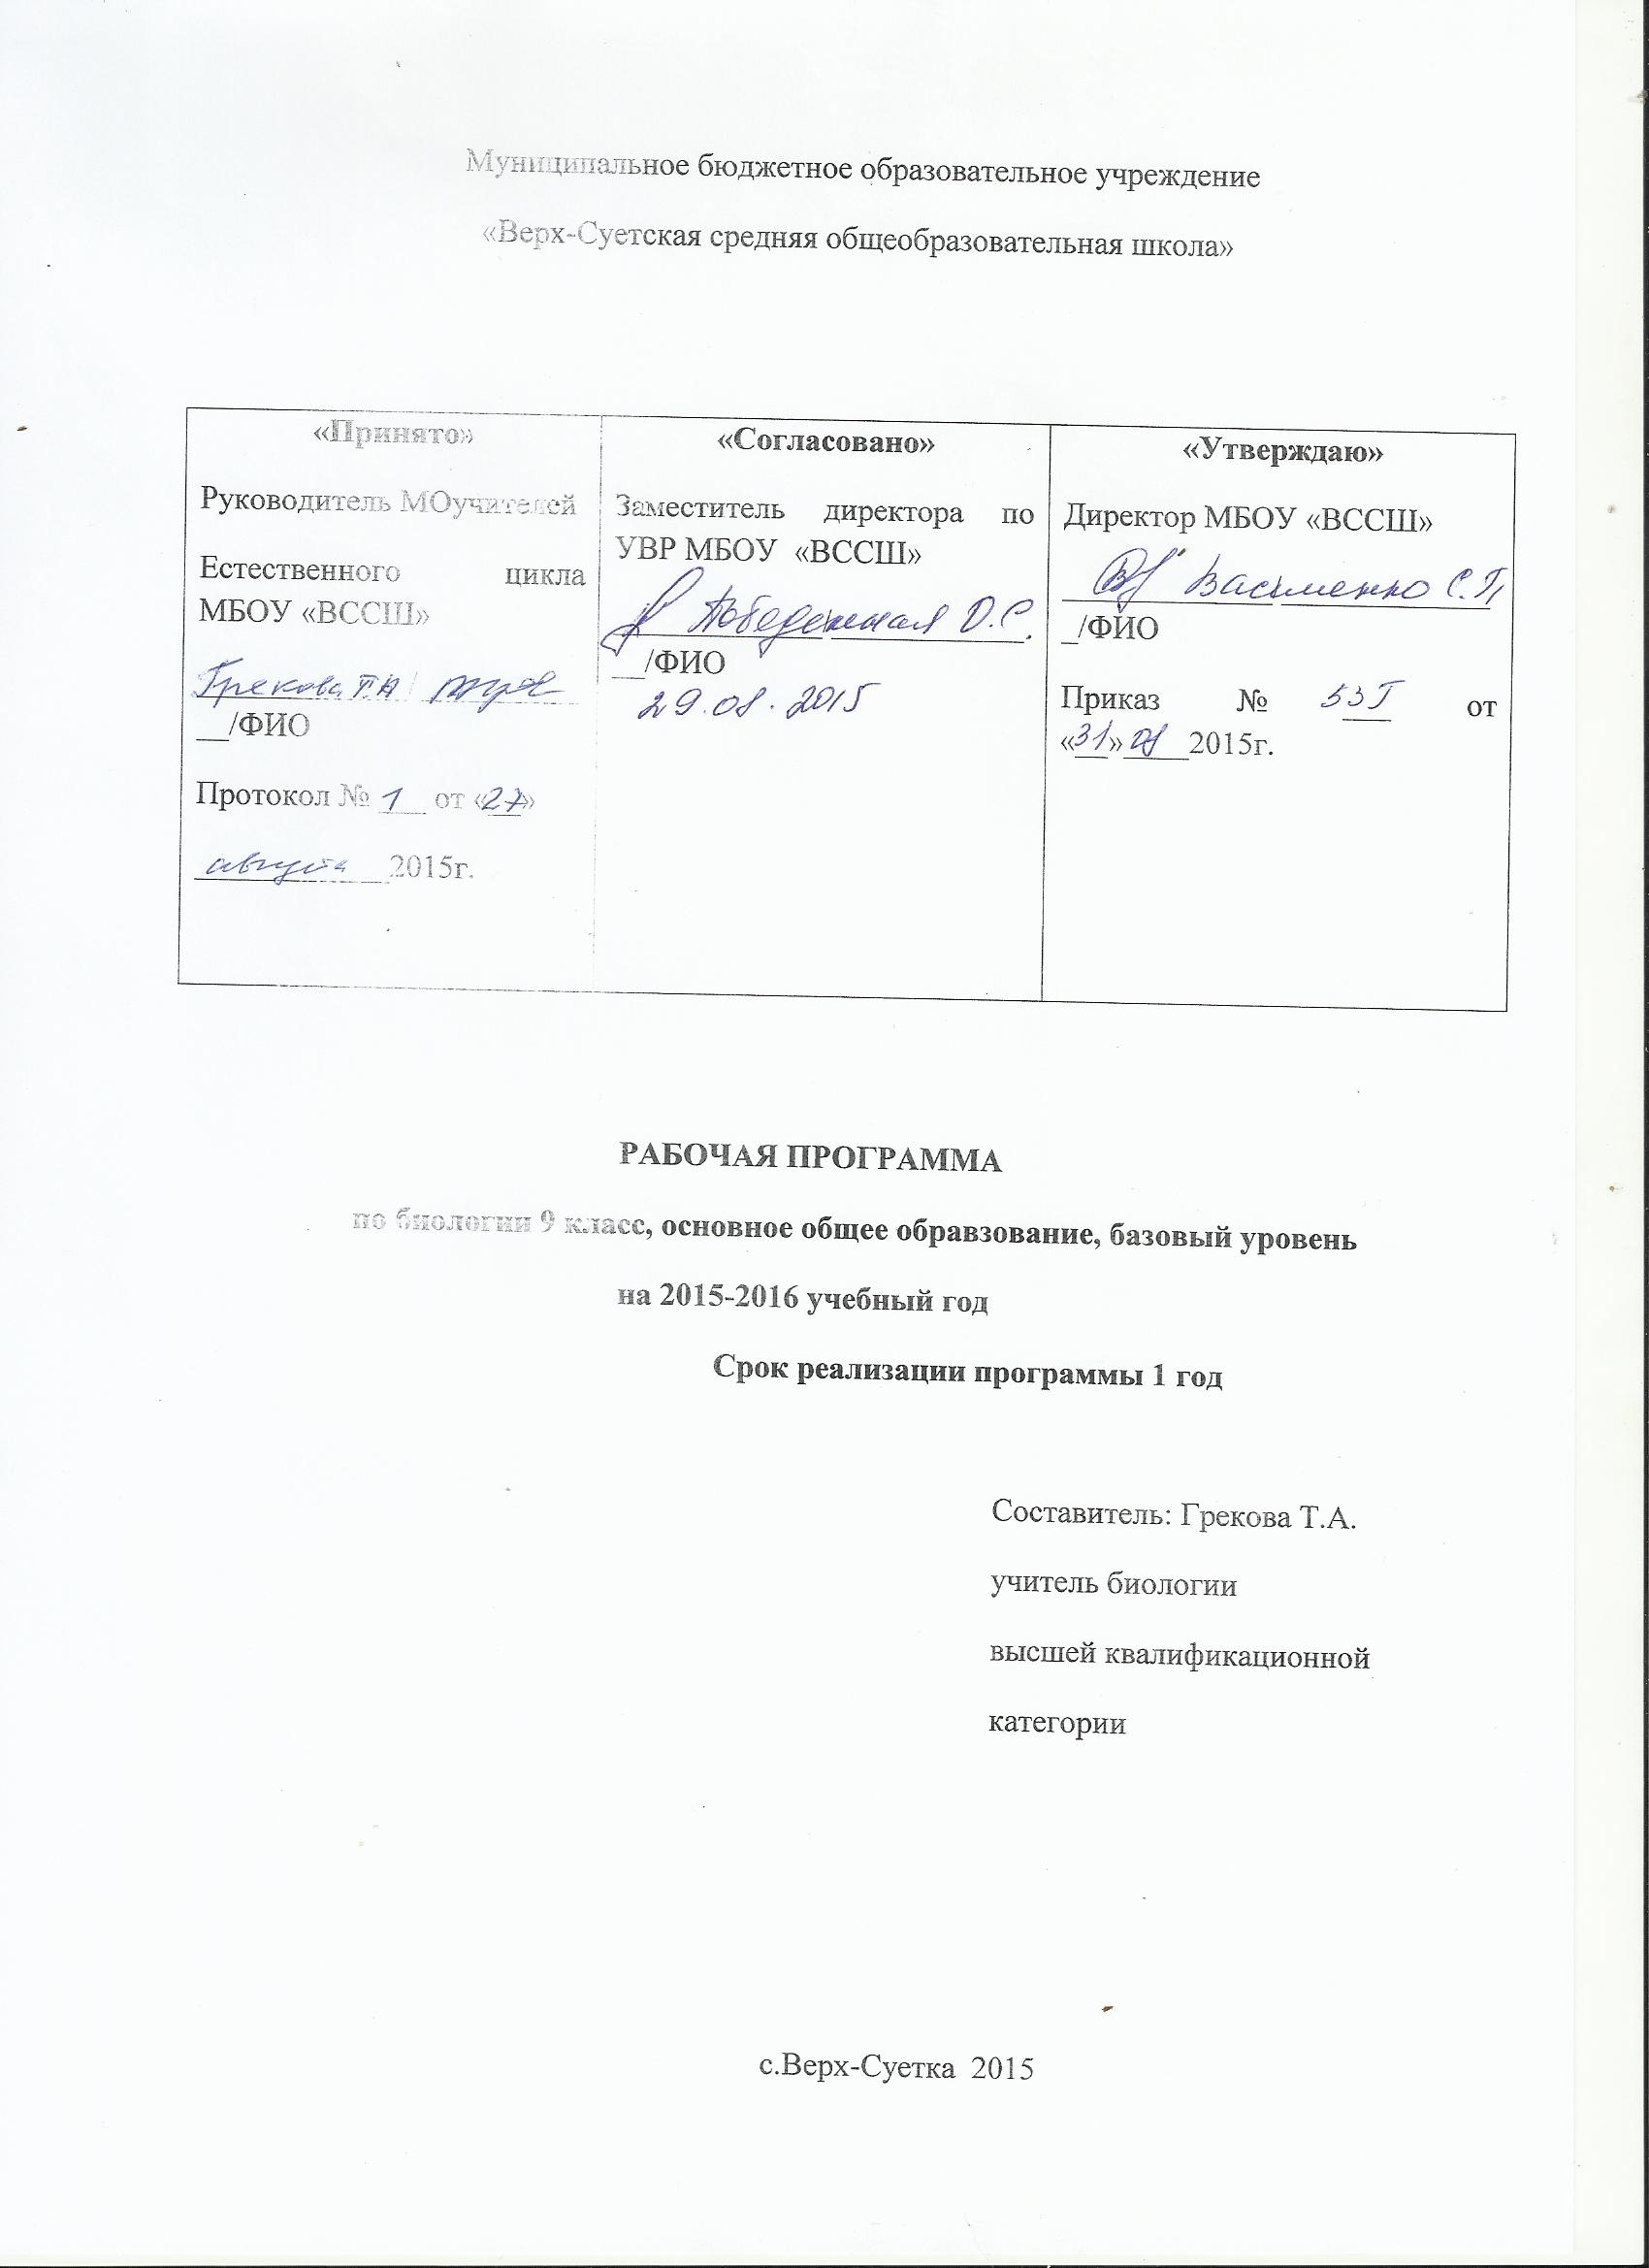 Муниципальное бюджетное образовательное учреждение
«Верх-Суетская средняя общеобразовательная школа»
«Принято»
Руководитель МОучителей
Естественного цикла
МБОУ «ВССШ»
Грекова Т.А
__/ФИО
Протокол № 1 от «27»
августа 2015г.
«Согласовано»
Заместитель директора по
УВР МБОУ «ВССШ»
О.С.
__/ФИО
29.08.2015
«Утверждаю»
Директор МБОУ «ВССШ»
С.П
_/ФИО
Приказ № от
«31» 08 2015г.
РАБОЧАЯ ПРОГРАММА
по биологии 9 класс, основное общее обравзование, базовый уровень
на 2015-2016 учебный год
Срок реализации программы 1 год
Составитель: Грекова Т.А.
учитель биологии
высшей квалификационной
категории
с.Верх-Суетка 2015